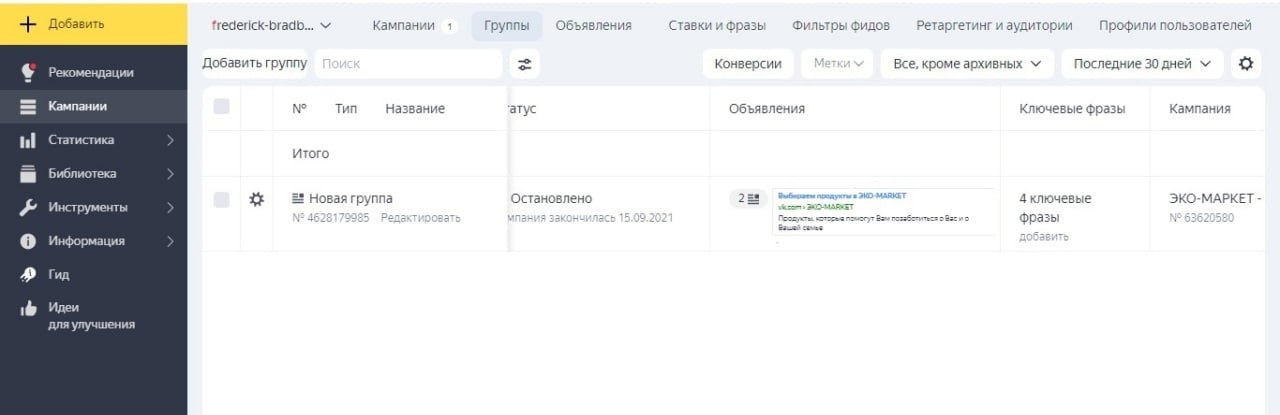 Добавить
frederick-bradb...
Кампании 1
Группы
Объявления
Ставки и фразы
Фильтры фидов
Ретаргетинг и аудитории
Профили пользователей
Рекомендации
Кампании
Статистика
Библиотека
Инструменты
Информация
Гид
Идеи
для улучшения
Добавить группу
Поиск
Конверсии
Метки
Все, кроме архивных
Последние 30 дней
№
Тип
Название
татус
Объявления
Ключевые фразы
Кампания
Итого
Новая группа
№ 4628179985 Редактировать
Остановлено
мпания закончилась 15.09.2021
2
Выбираем продукты в ЭКО-MARKET
vk.com › ЭКО-MARKET
Продукты, которые помогут Вам позаботиться о Вас и о
Вашей семье
4 ключевые
фразы
добавить
ЭКО-МАРКЕТ -
№ 63620580